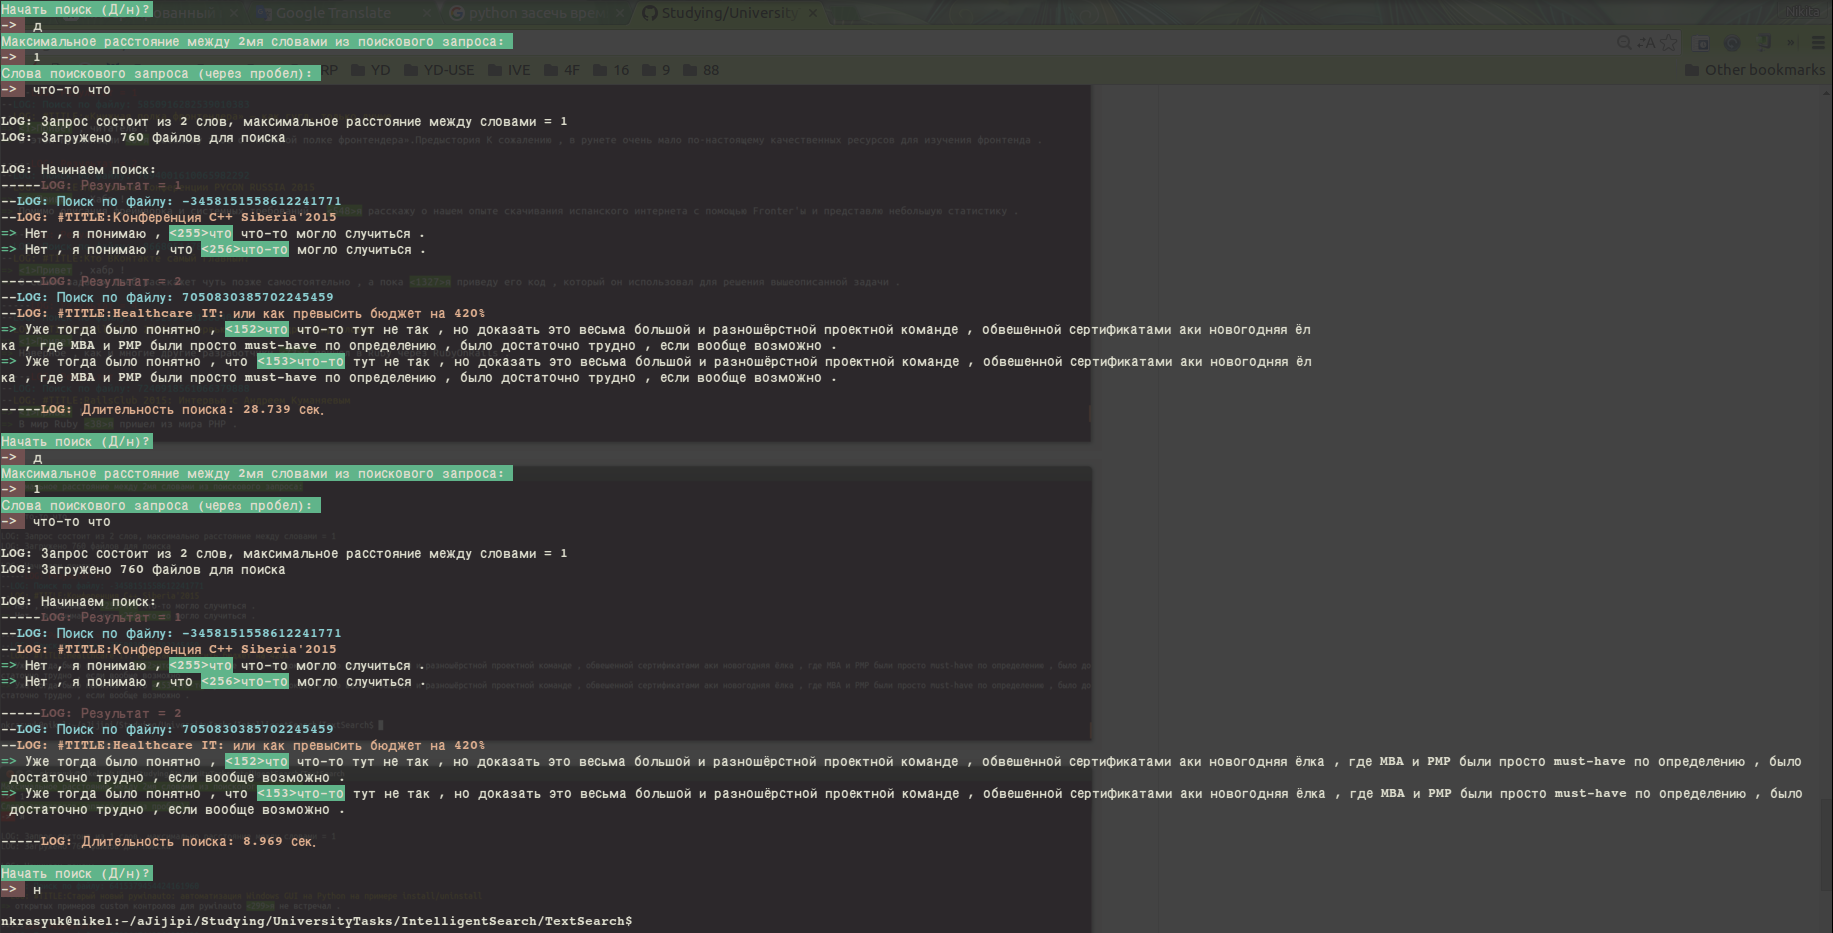 Начать поиск (Д/н)?
-> д
Максимальное расстояние между 2мя словами из поискового запроса:
-> 1
Слова поискового запроса (через пробел):
-> что-то что
LOG: Запрос состоит из 2 слов, максимальное расстояние между словами = 1
LOG: Загружено 760 файлов для поиска
LOG: Начинаем поиск:
-----LOG: Результат = 1
--LOG: Поиск по файлу: -3458151558612241771
--LOG: #TITLE:Конференция C++ Siberia'2015
=> Нет , я понимаю , <255>что что-то могло случиться .
=> Нет , я понимаю , что <256>что-то могло случиться .
-----LOG: Результат = 2
--LOG: Поиск по файлу: 7050830385702245459
--LOG: #TITLE:Healthcare IT: или как превысить бюджет на 420%
=> Уже тогда было понятно , <152>что что-то тут не так , но доказать это весьма большой и разношёрстной проектной команде , обвешенной сертификатами аки новогодняя ёл
ка , где MBA и PMP были просто must-have по определению , было достаточно трудно , если вообще возможно .
=> Уже тогда было понятно , что <153>что-то тут не так , но доказать это весьма большой и разношёрстной проектной команде , обвешенной сертификатами аки новогодняя ёл
ка , где MBA и PMP были просто must-have по определению , было достаточно трудно , если вообще возможно .
-----LOG: Длительность поиска: 28.739 сек.
Начать поиск (Д/н)?
-> д
Максимальное расстояние между 2мя словами из поискового запроса:
-> 1
Слова поискового запроса (через пробел):
-> что-то что
LOG: Запрос состоит из 2 слов, максимальное расстояние между словами = 1
LOG: Загружено 760 файлов для поиска
LOG: Начинаем поиск:
-----LOG: Результат = 1
--LOG: Поиск по файлу: -3458151558612241771
--LOG: #TITLE:Конференция C++ Siberia'2015
=> Нет , я понимаю , <255>что что-то могло случиться .
=> Нет , я понимаю , что <256>что-то могло случиться .
-----LOG: Результат = 2
--LOG: Поиск по файлу: 7050830385702245459
--LOG: #TITLE:Healthcare IT: или как превысить бюджет на 420%
=> Уже тогда было понятно , <152>что что-то тут не так , но доказать это весьма большой и разношёрстной проектной команде , обвешенной сертификатами аки новогодняя ёлка , где MBA и PMP были просто must-have по определению , было
достаточно трудно , если вообще возможно .
=> Уже тогда было понятно , что <153>что-то тут не так , но доказать это весьма большой и разношёрстной проектной команде , обвешенной сертификатами аки новогодняя ёлка , где MBA и PMP были просто must-have по определению , было
достаточно трудно , если вообще возможно .
-----LOG: Длительность поиска: 8.969 сек.
Начать поиск (Д/н)?
-> н
nkrasyuk@nikel:~/aJijipi/Studying/UniversityTasks/IntelligentSearch/TextSearch$
Google Translate
python засечь врем
Studying/University
RP YD YD-USE IVE 4F 16 9 88
Other bookmarks